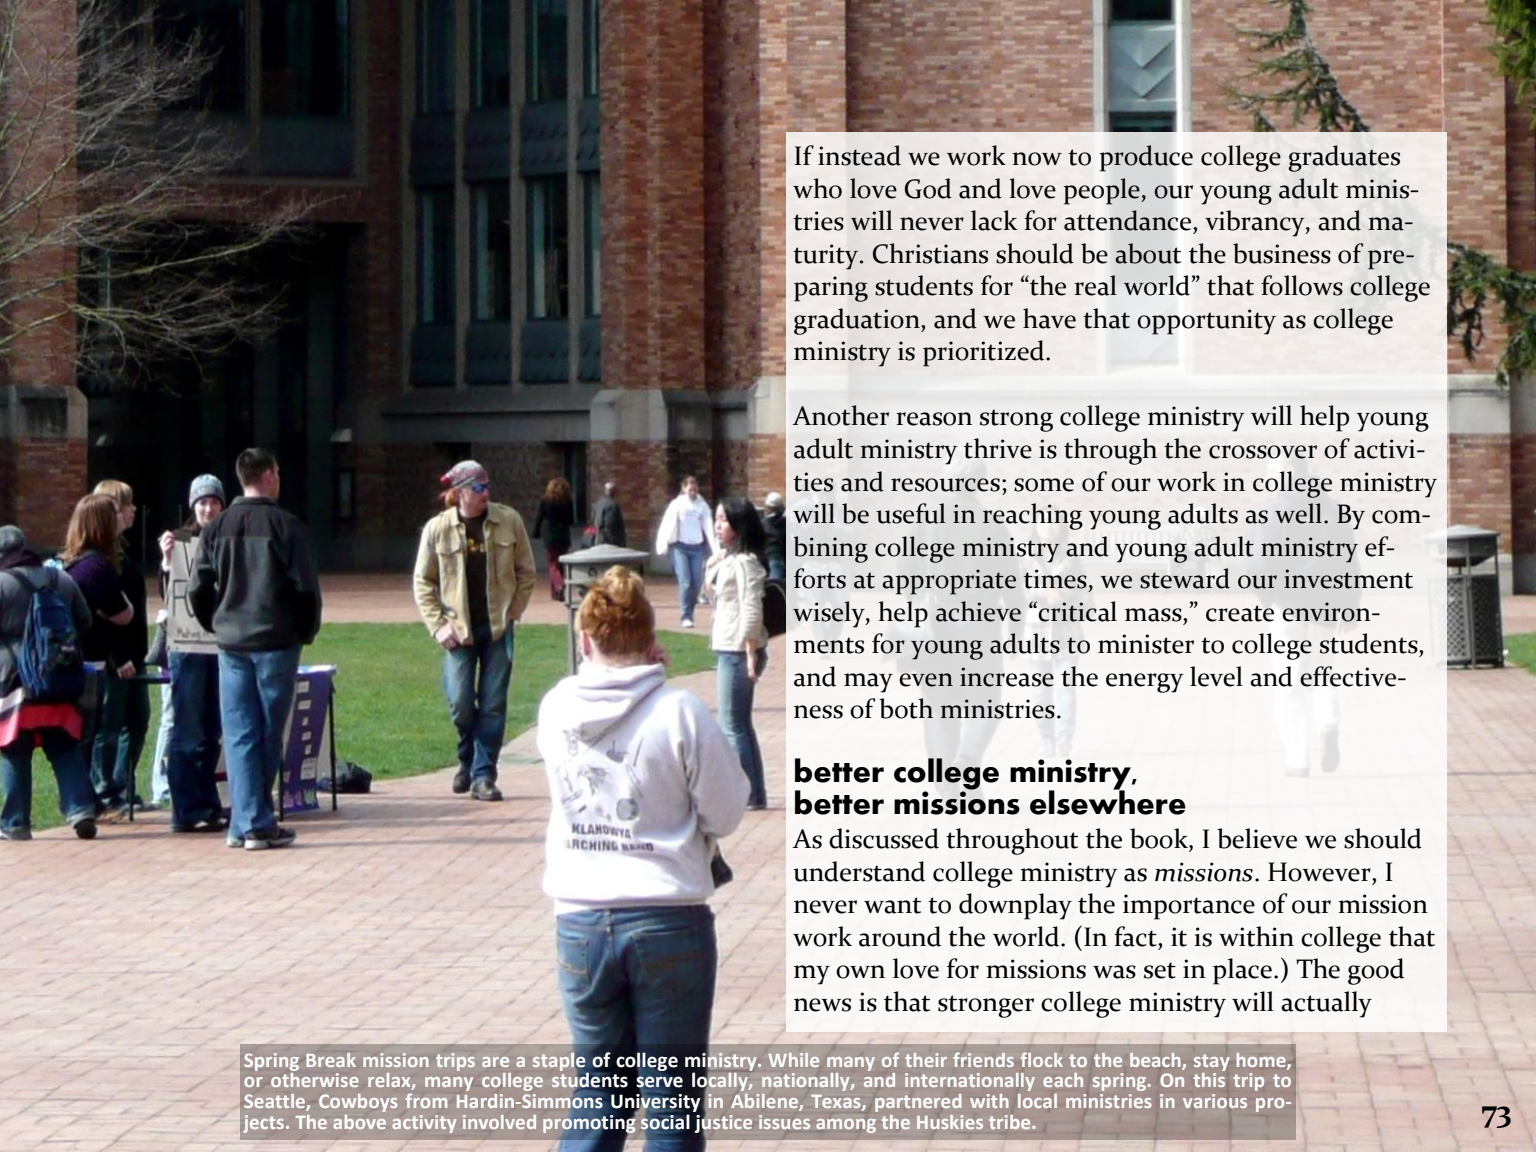 If instead we work now to produce college graduates
who love God and love people, our young adult minis-
tries will never lack for attendance, vibrancy, and ma-
turity. Christians should be about the business of pre-
paring students for “the real world” that follows college
graduation, and we have that opportunity as college
ministry is prioritized.
Another reason strong college ministry will help young
adult ministry thrive is through the crossover of activi-
ties and resources; some of our work in college ministry
will be useful in reaching young adults as well. By com-
bining college ministry and young adult ministry ef-
forts at appropriate times, we steward our investment
wisely, help achieve “critical mass,” create environ-
ments for young adults to minister to college students,
and may even increase the energy level and effective-
ness of both ministries.
better college ministry,
better missions elsewhere
As discussed throughout the book, I believe we should
understand college ministry as missions. However, I
never want to downplay the importance of our mission
work around the world. (In fact, it is within college that
my own love for missions was set in place.) The good
news is that stronger college ministry will actually
KLAHOWYA
ARCHING BAND
Spring Break mission trips are a staple of college ministry. While many of their friends flock to the beach, stay home,
or otherwise relax, many college students serve locally, nationally, and internationally each spring. On this trip to
Seattle, Cowboys from Hardin-Simmons University in Abilene, Texas, partnered with local ministries in various pro-
jects. The above activity involved promoting social justice issues among the Huskies tribe.
73